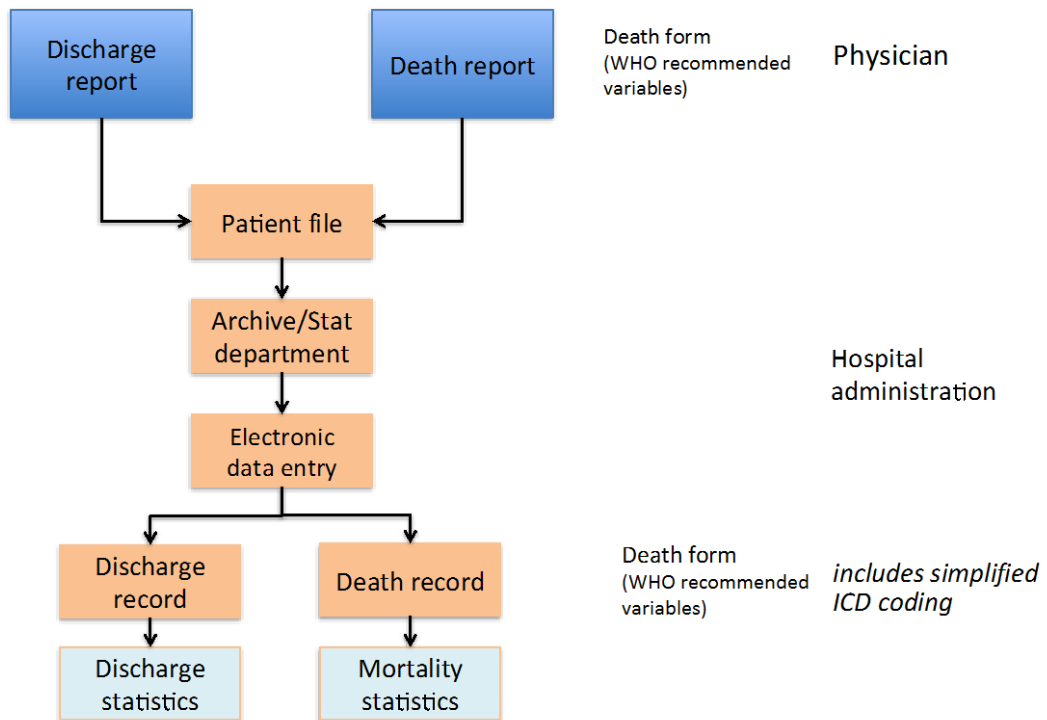 Discharge
report
Death report
Death form
(WHO recommended
variables)
Physician
Patient file
Archive/Stat
department
Hospital
administration
Electronic
data entry
Discharge
record
Death record
Death form
(WHO recommended
variables)
includes simplified
ICD coding
Discharge
statistics
Mortality
statistics